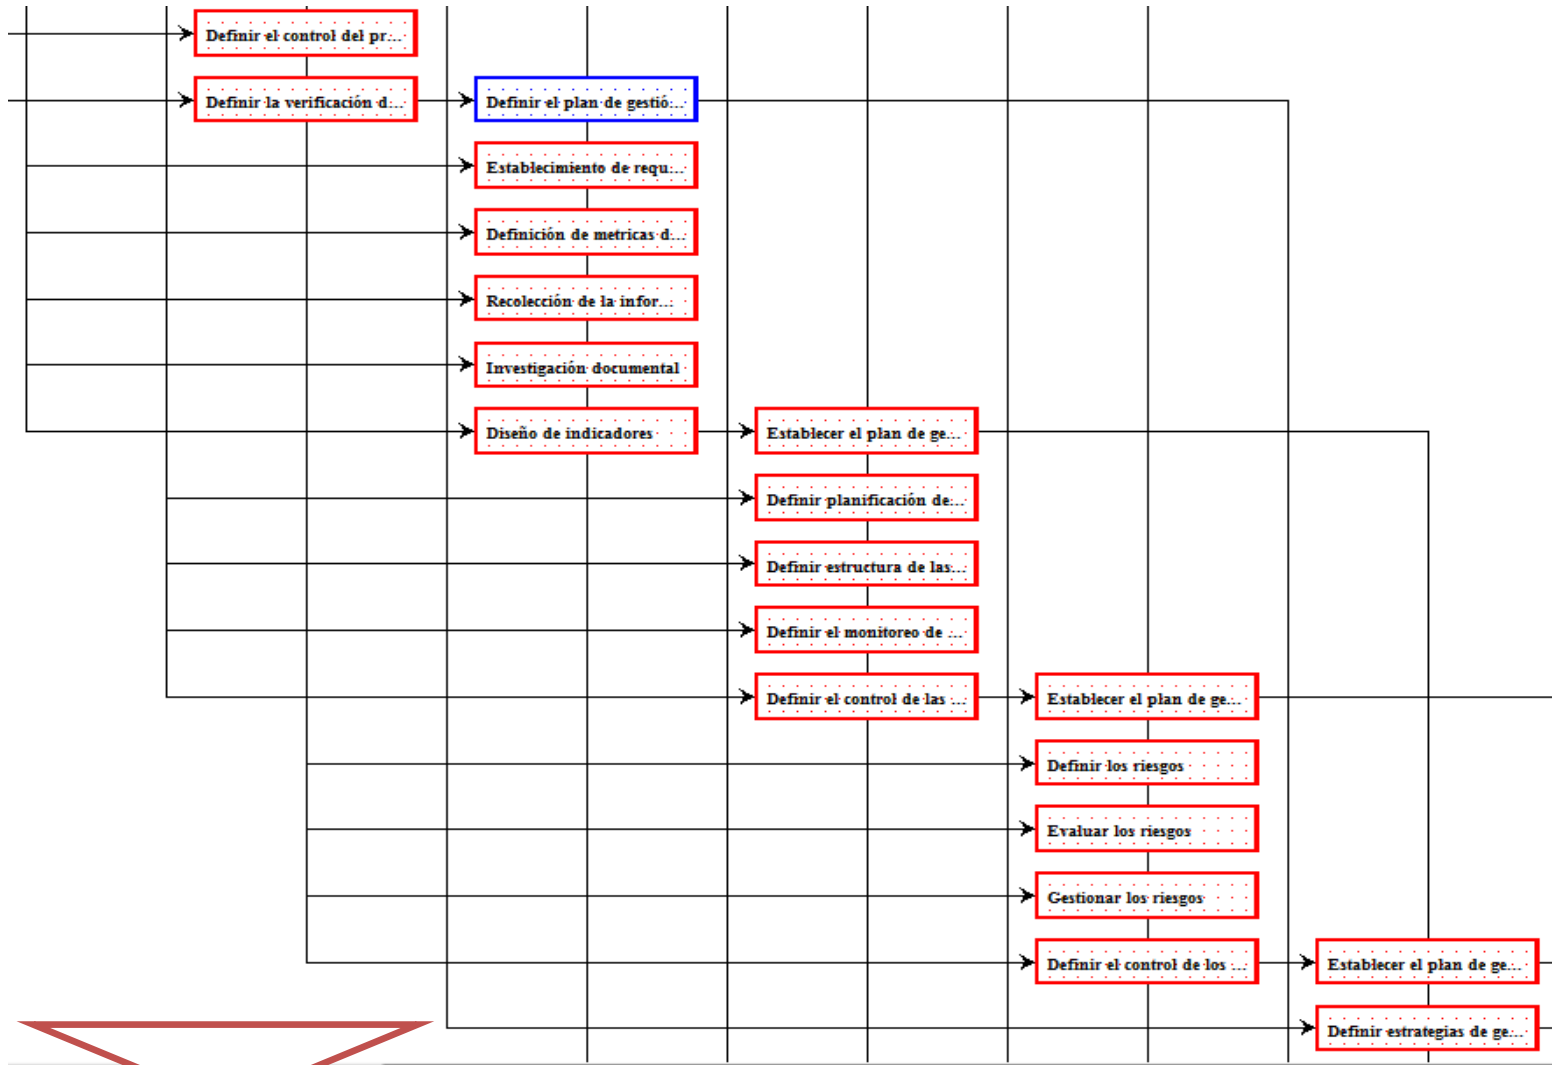 Definir el control del pr...
Definir la verificación d...
Definir el plan de gestió...
Establecimiento de requ...
Definición de metricas d...
Recolección de la infor...
Investigación documental
Diseño de indicadores
Establecer el plan de ge...
Definir planificación de...
Definir estructura de las...
Definir el monitoreo de ...
Definir el control de las ...
Establecer el plan de ge...
Definir los riesgos
Evaluar los riesgos
Gestionar los riesgos
Definir el control de los ...
Establecer el plan de ge...
Definir estrategias de ge...